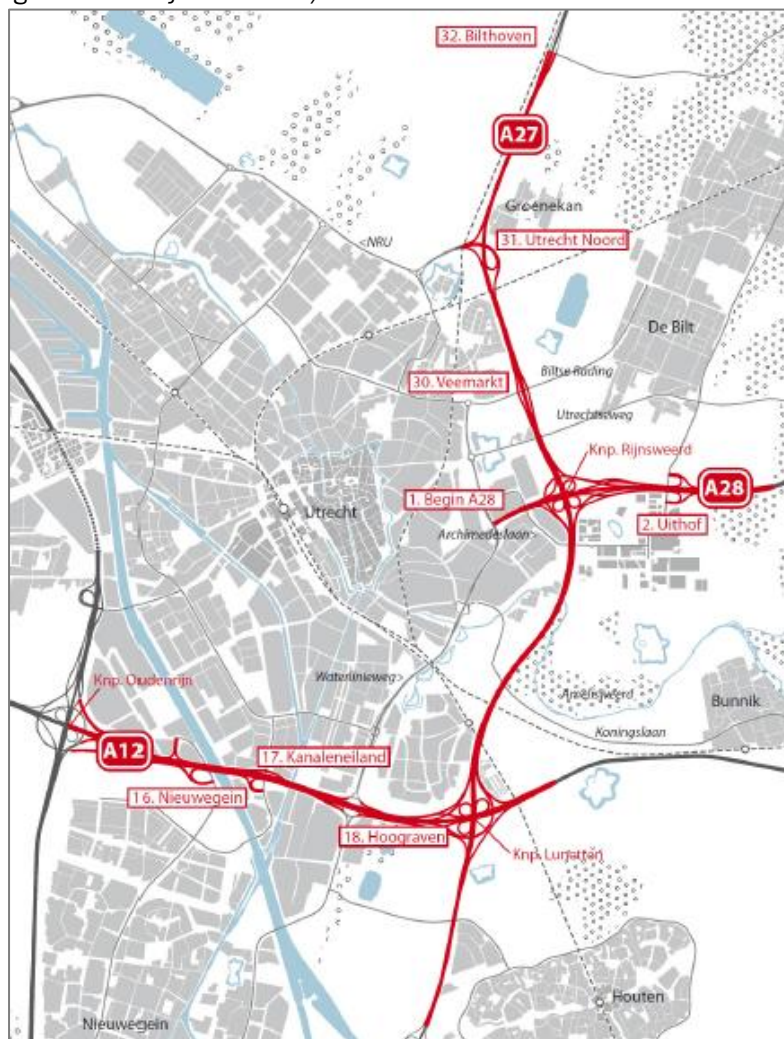 32. Bilthoven
A27
Groenekan
<NRU
31. Utrecht Noord
De Bilt
Biltse Rading
30. Veemarkt
Utrechtseweg
Knp. Rijnsweerd
A28
1. Begin A28
2. Uithof
Utrecht
Archimedeslaan>
Waterlinieweg>
Amelisweerd
Knp. Oudenrijn
Bunnik
Koningslaan
A12
17. Kanaleneiland
16. Nieuwegein
18. Hoograven
Knp. Lunetten
Houten
Nieuwegein